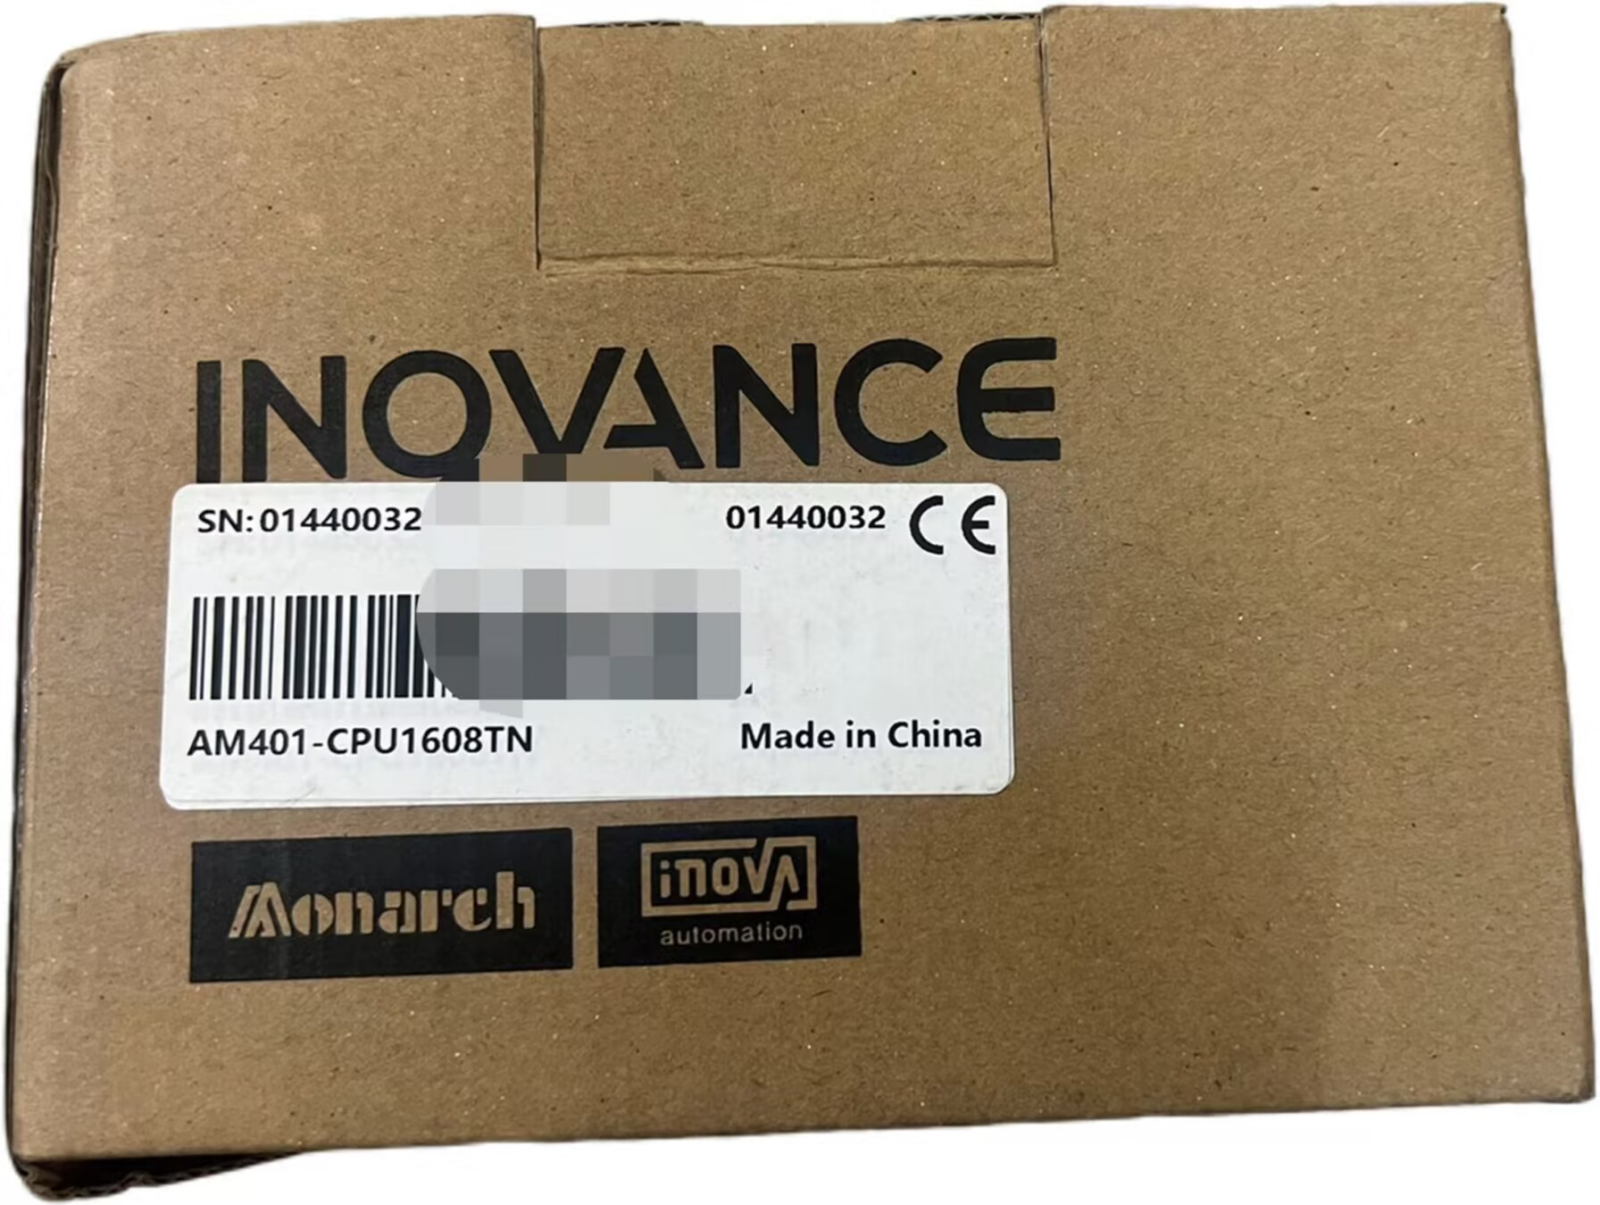 INOVANCE
SN: 01440032
01440032 CE
AM401-CPU1608TN
Made in China
Monarch
inovA
automation